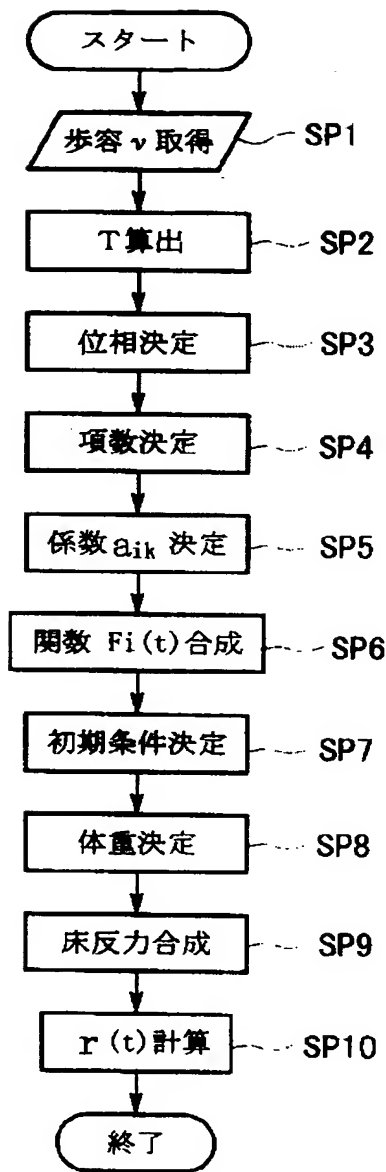 スタート
歩容 ν 取得 SP1
T算出 SP2
位相決定 SP3
項数決定 SP4
係数 aik 決定 SP5
関数 Fi(t)合成 SP6
初期条件決定 SP7
体重決定 SP8
床反力合成 SP9
r(t)計算 SP10
終了